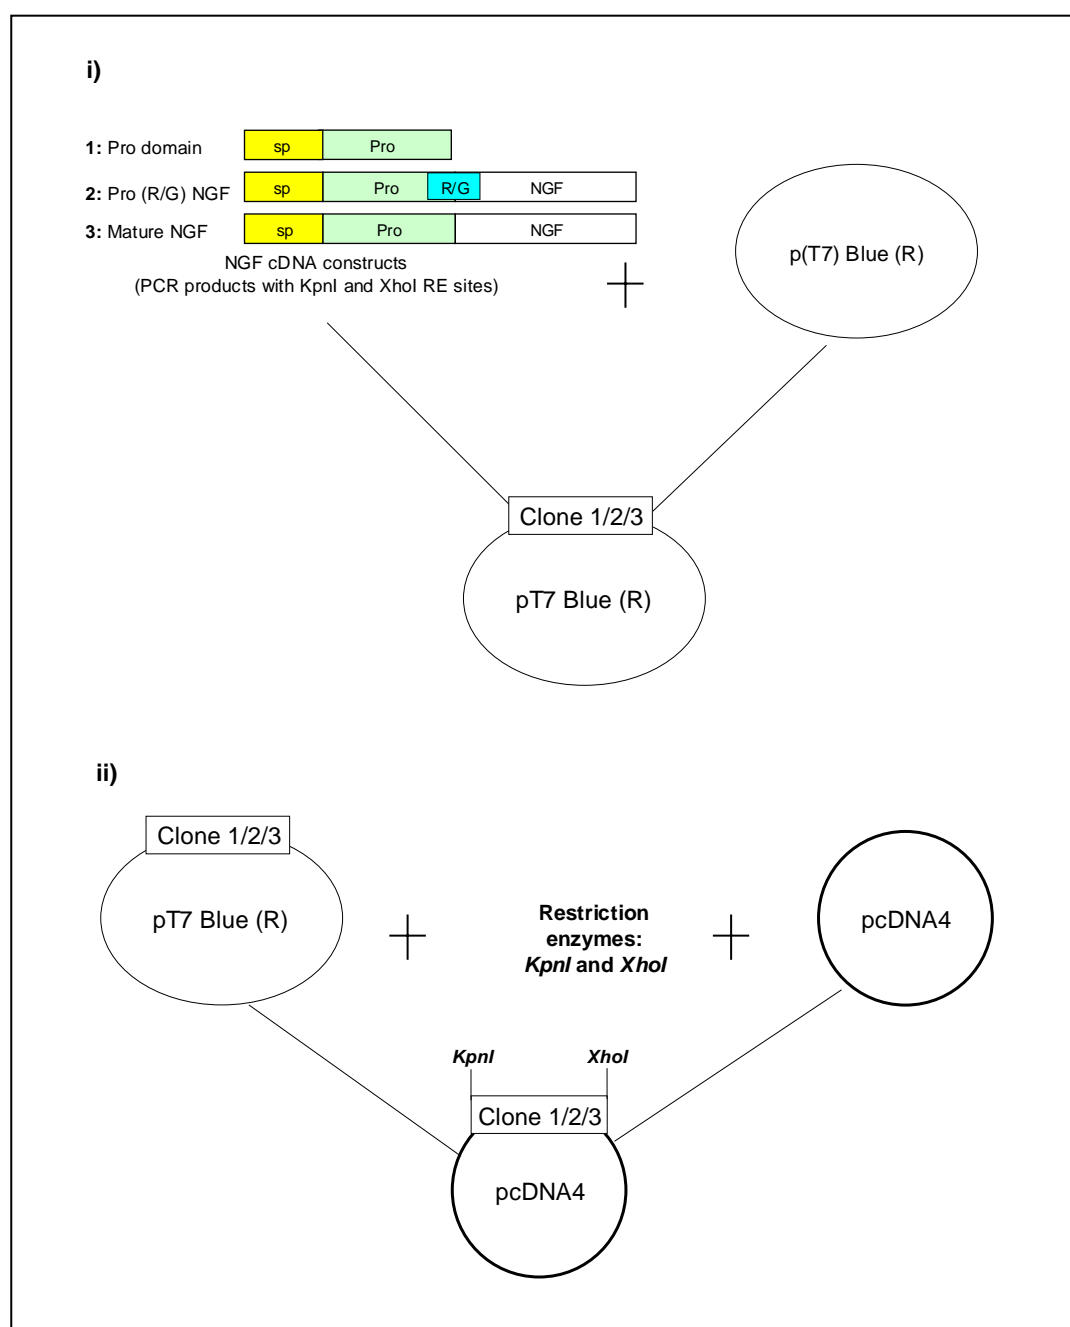 i)
1: Pro domain
sp
Pro
2: Pro (R/G) NGF
sp
Pro
R/G
NGF
3: Mature NGF
sp
Pro
NGF
NGF cDNA constructs
(PCR products with KpnI and XhoI RE sites)
p(T7) Blue (R)
Clone 1/2/3
pT7 Blue (R)
ii)
Clone 1/2/3
pT7 Blue (R)
Restriction
enzymes:
KpnI and XhoI
pcDNA4
KpnI
XhoI
Clone 1/2/3
pcDNA4